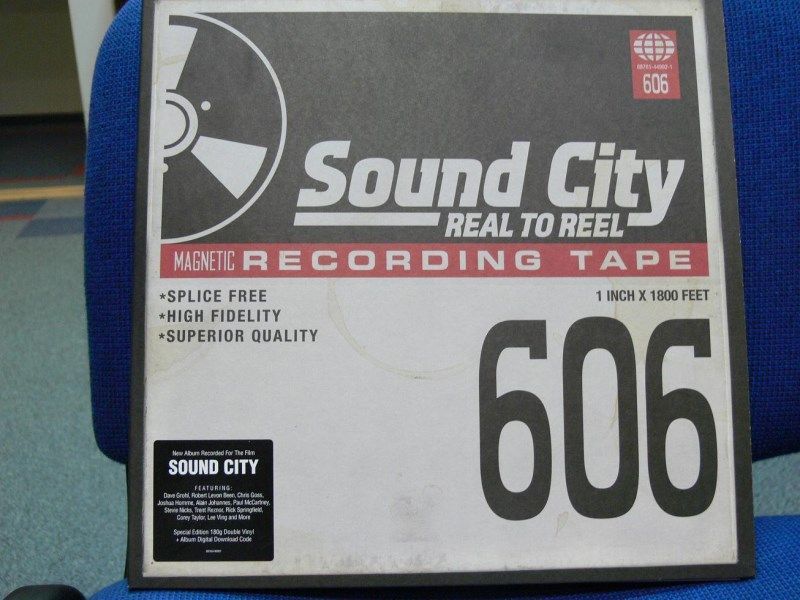 88765-44992-1
606
Sound City
REAL TO REEL
MAGNETIC RECORDING TAPE
*SPLICE FREE
*HIGH FIDELITY
*SUPERIOR QUALITY
1 INCH X 1800 FEET
606
New Album Recorded For The Film
SOUND CITY
FEATURING:
Dave Grohl, Robert Levon Been, Chris Goss,
Joshua Homme, Alain Johannes, Paul McCartney,
Stevie Nicks, Trent Reznor, Rick Springfield,
Corey Taylor, Lee Ving and More
Special Edition 180g Double Vinyl
+ Album Digital Download Code